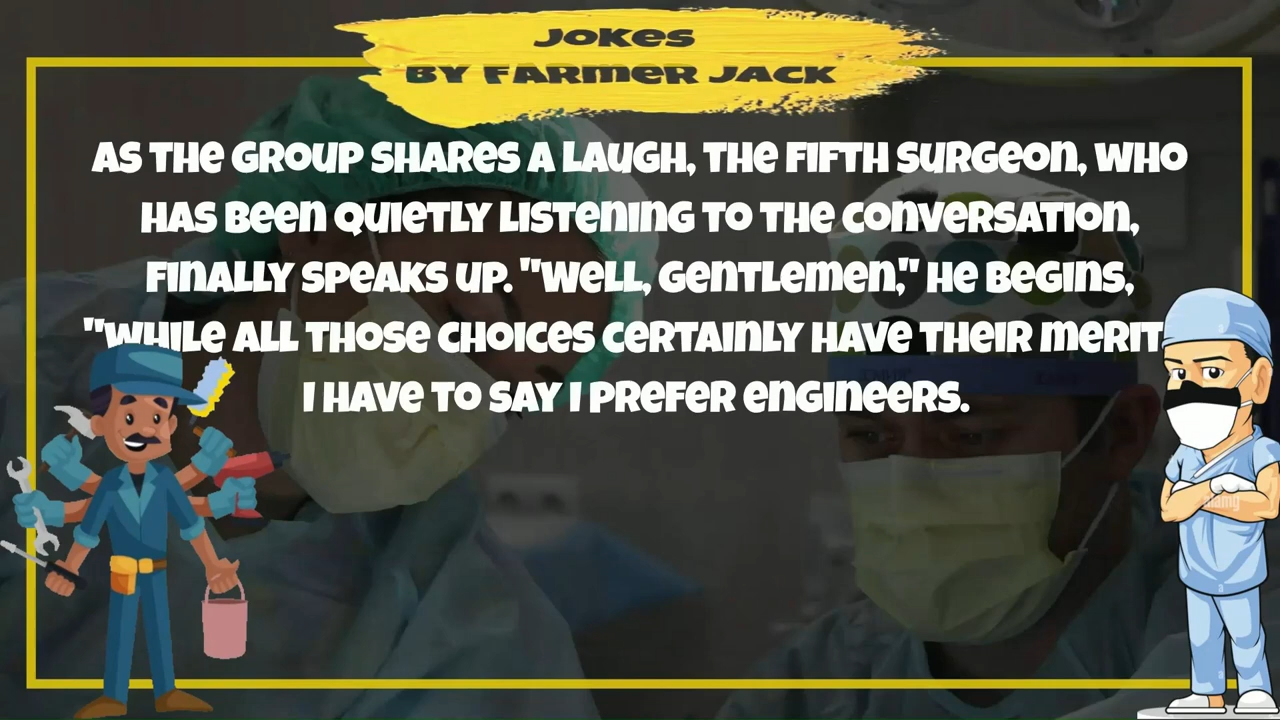 JOKES
BY FARMER JACK
AS THE GROUP SHARES A LAUGH, THE FIFTH SURGEON, WHO
HAS BEEN QUIETLY LISTENING TO THE CONVERSATION,
FINALLY SPEAKS UP. "WELL, GENTLEMEN," HE BEGINS,
"WHILE ALL THOSE CHOICES CERTAINLY HAVE THEIR MERIT
I HAVE TO SAY I PREFER ENGINEERS.
alamy